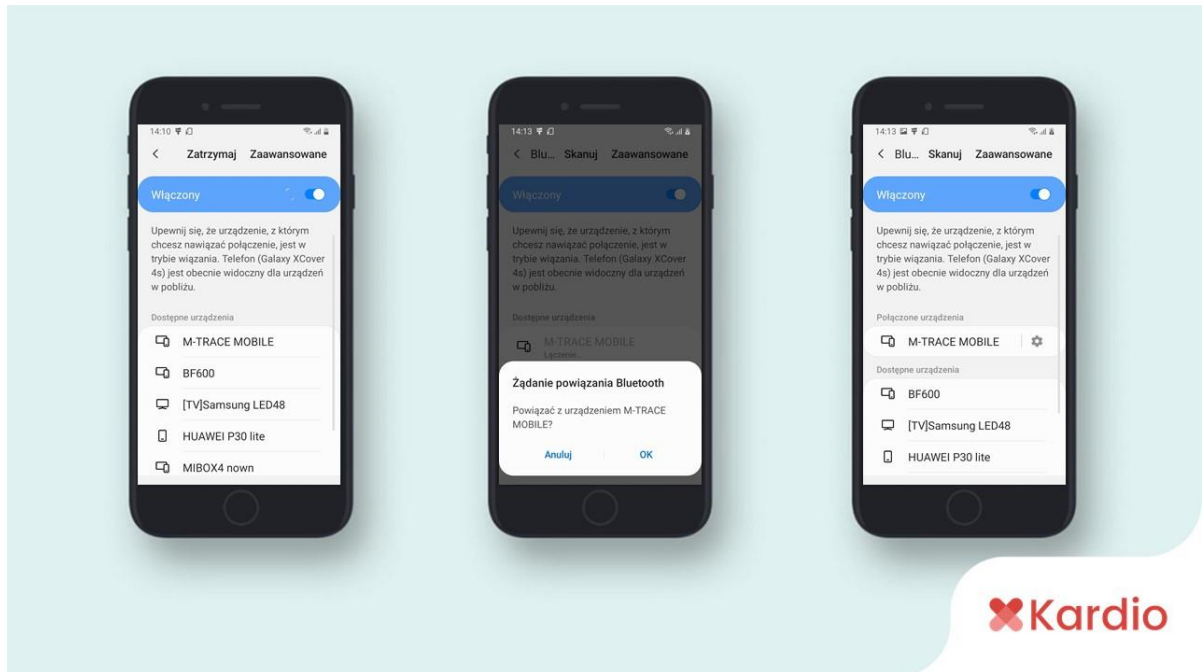 14:10
Zatrzymaj Zaawansowane
Włączony
Upewnij się, że urządzenie, z którym
chcesz nawiązać połączenie, jest w
trybie wiązania. Telefon (Galaxy XCover
4s) jest obecnie widoczny dla urządzeń
w pobliżu.
Dostępne urządzenia
M-TRACE MOBILE
BF600
[TV]Samsung LED48
HUAWEI P30 lite
MIBOX4 nown
14:13
Blu... Skanuj Zaawansowane
Włączony
Upewnij się, że urządzenie, z którym
chcesz nawiązać połączenie, jest w
trybie wiązania. Telefon (Galaxy XCover
4s) jest obecnie widoczny dla urządzeń
w pobliżu.
Dostępne urządzenia
M-TRACE MOBILE
Łączenie...
Żądanie powiązania Bluetooth
Powiązać z urządzeniem M-TRACE
MOBILE?
Anuluj OK
14:13
Blu... Skanuj Zaawansowane
Włączony
Upewnij się, że urządzenie, z którym
chcesz nawiązać połączenie, jest w
trybie wiązania. Telefon (Galaxy XCover
4s) jest obecnie widoczny dla urządzeń
w pobliżu.
Połączone urządzenia
M-TRACE MOBILE
Dostępne urządzenia
BF600
[TV]Samsung LED48
HUAWEI P30 lite
Kardio